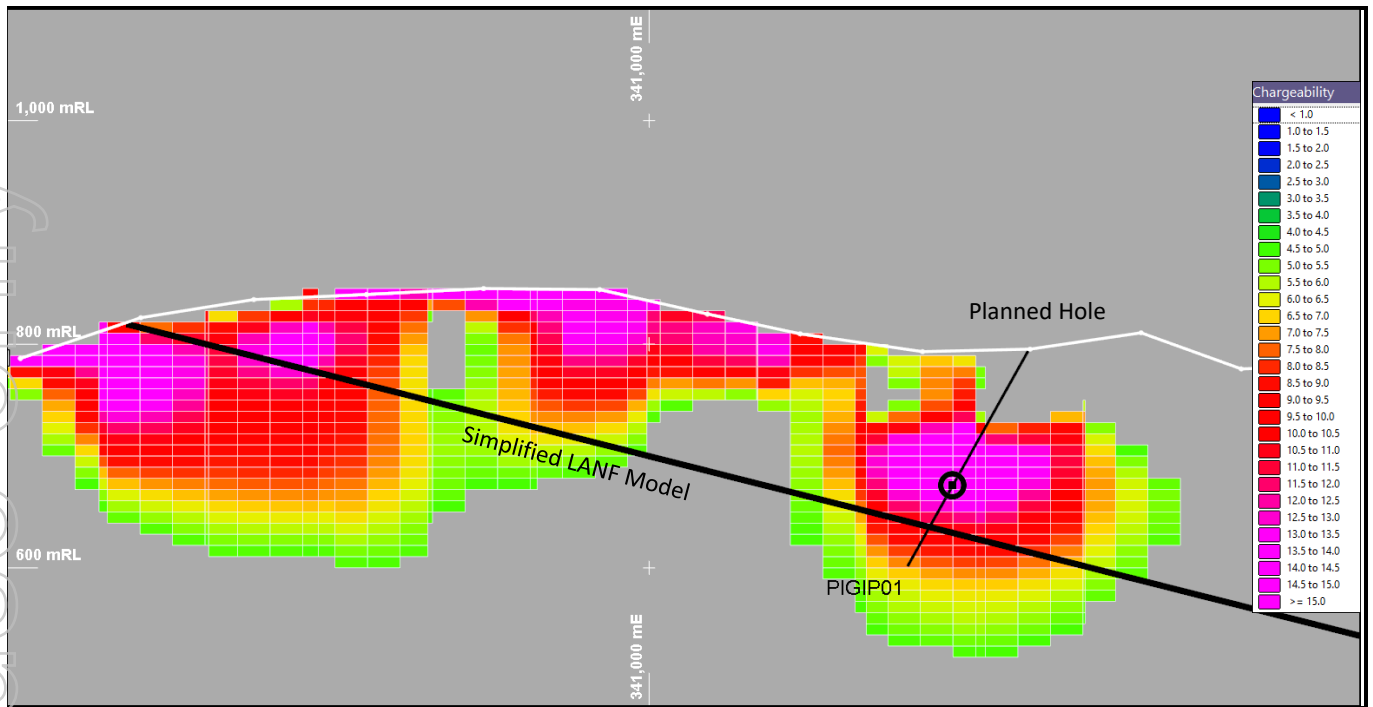 341,000 mE
1,000 mRL
Chargeability
< 1.0
1.0 to 1.5
1.5 to 2.0
2.0 to 2.5
2.5 to 3.0
3.0 to 3.5
3.5 to 4.0
4.0 to 4.5
4.5 to 5.0
5.0 to 5.5
5.5 to 6.0
6.0 to 6.5
6.5 to 7.0
7.0 to 7.5
7.5 to 8.0
8.0 to 8.5
8.5 to 9.0
9.0 to 9.5
9.5 to 10.0
10.0 to 10.5
10.5 to 11.0
11.0 to 11.5
11.5 to 12.0
12.0 to 12.5
12.5 to 13.0
13.0 to 13.5
13.5 to 14.0
14.0 to 14.5
14.5 to 15.0
>= 15.0
Planned Hole
800 mRL
Simplified LANF Model
600 mRL
PIGIP01
341,000 mE